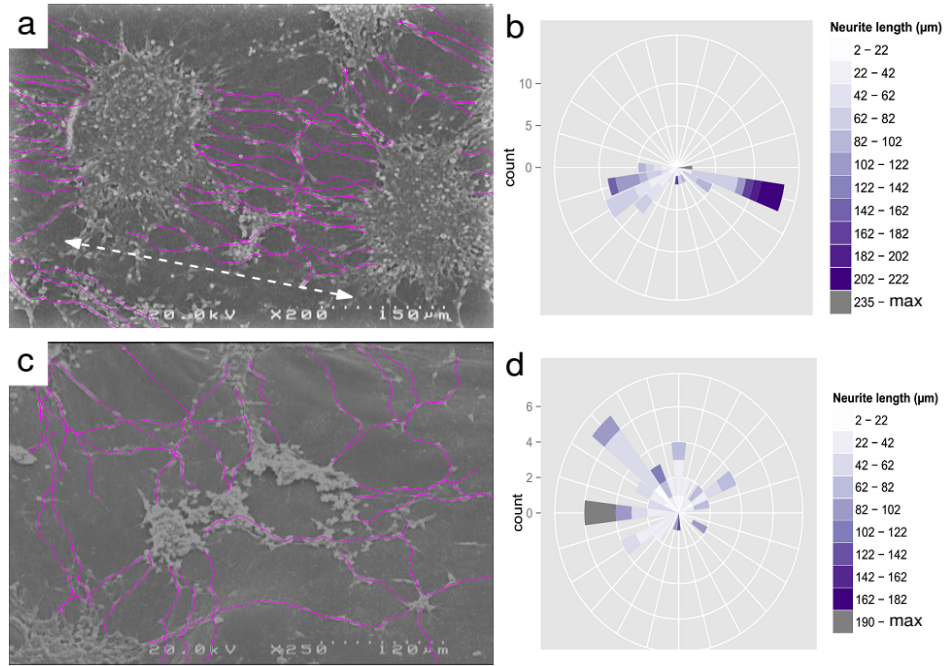 a
20.0kV X200 150µm
b
10
5
0
count
Neurite length (µm)
2 – 22
22 – 42
42 – 62
62 – 82
82 – 102
102 – 122
122 – 142
142 – 162
162 – 182
182 – 202
202 – 222
235 – max
c
20.0kV X250 120µm
d
6
4
2
0
count
Neurite length (µm)
2 – 22
22 – 42
42 – 62
62 – 82
82 – 102
102 – 122
122 – 142
142 – 162
162 – 182
190 – max